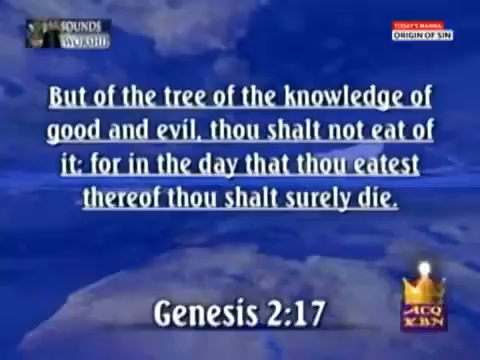 SOUNDS
WORSHIP
TODAY'S MANNA:
ORIGIN OF SIN
But of the tree of the knowledge of
good and evil, thou shalt not eat of
it: for in the day that thou eatest
thereof thou shalt surely die.
Genesis 2:17
ACQ
KBN